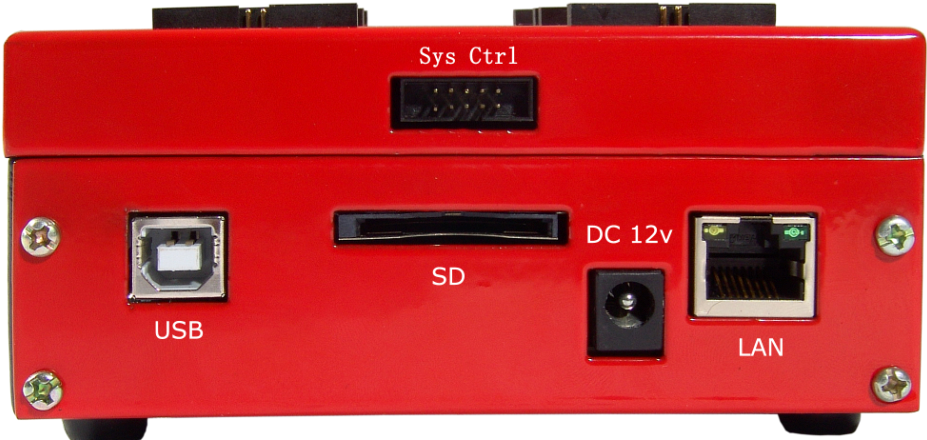 Sys Ctrl
DC 12v
SD
USB
LAN